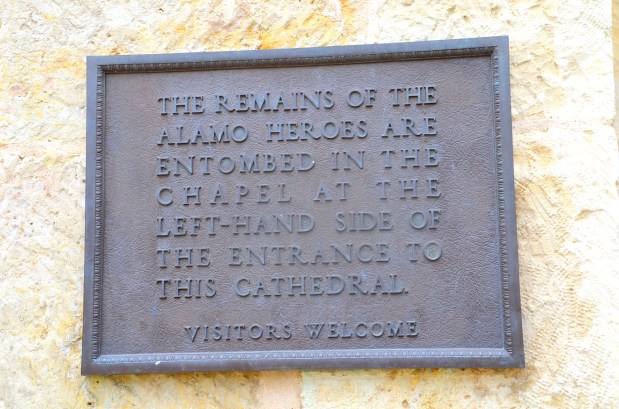 THE REMAINS OF THE
ALAMO HEROES ARE
ENTOMBED IN THE
CHAPEL AT THE
LEFT-HAND SIDE OF
THE ENTRANCE TO
THIS CATHEDRAL.
VISITORS WELCOME